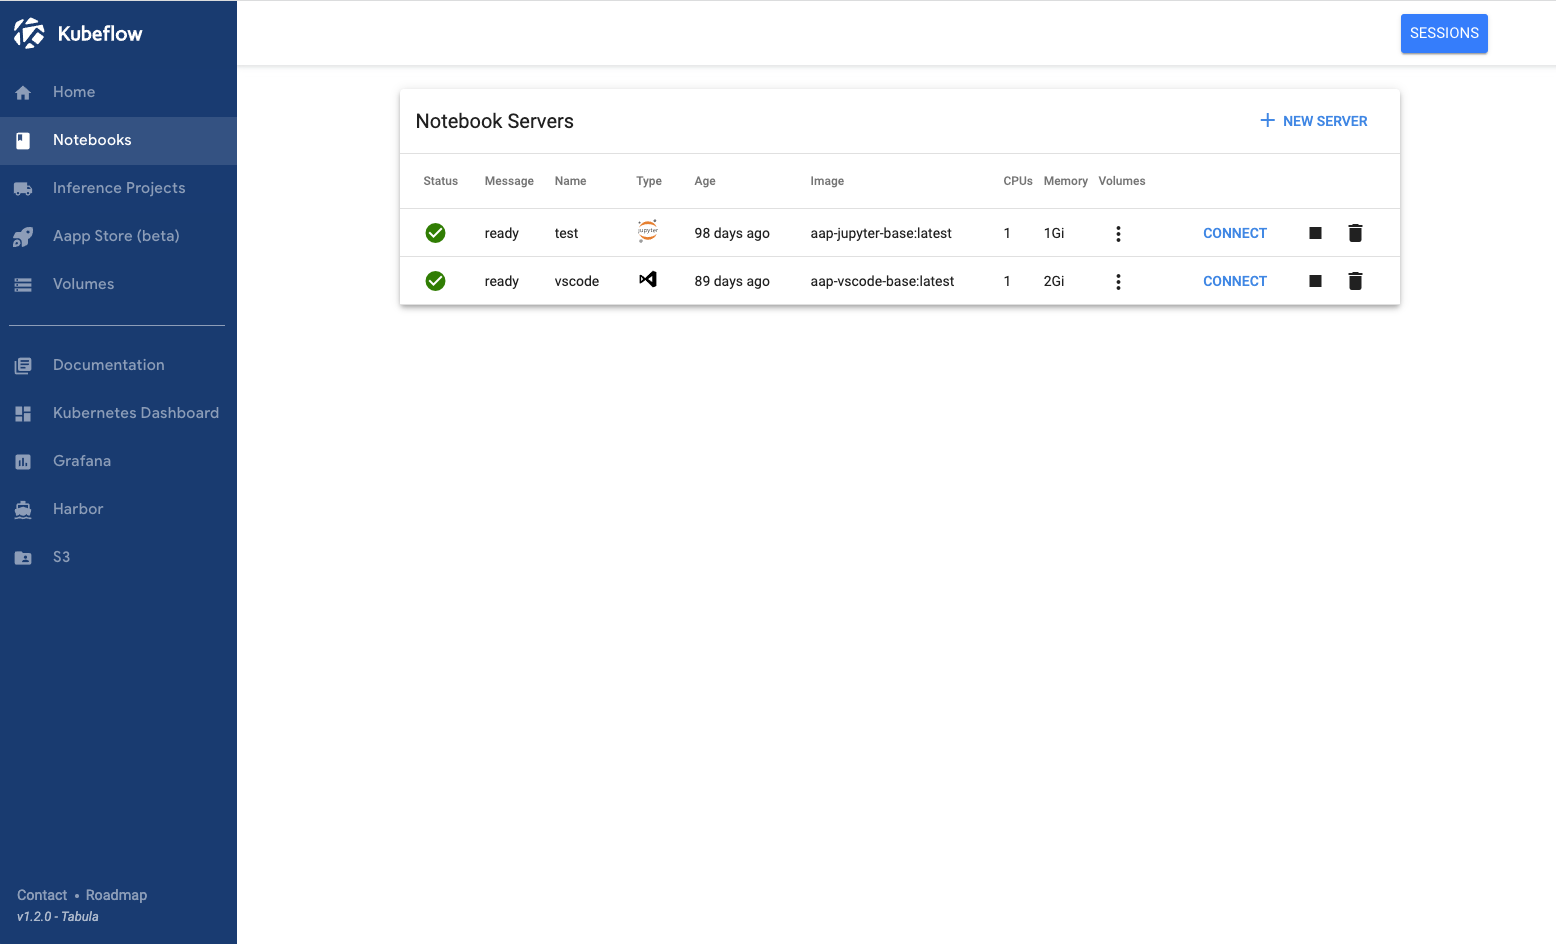 Kubeflow
SESSIONS
Home
Notebooks
Inference Projects
Aapp Store (beta)
Volumes
Documentation
Kubernetes Dashboard
Grafana
Harbor
S3
Contact • Roadmap
v1.2.0 - Tabula
Notebook Servers
+ NEW SERVER
Status Message Name Type Age Image CPUs Memory Volumes
ready test jupyter 98 days ago aap-jupyter-base:latest 1 1Gi CONNECT
ready vscode 89 days ago aap-vscode-base:latest 1 2Gi CONNECT